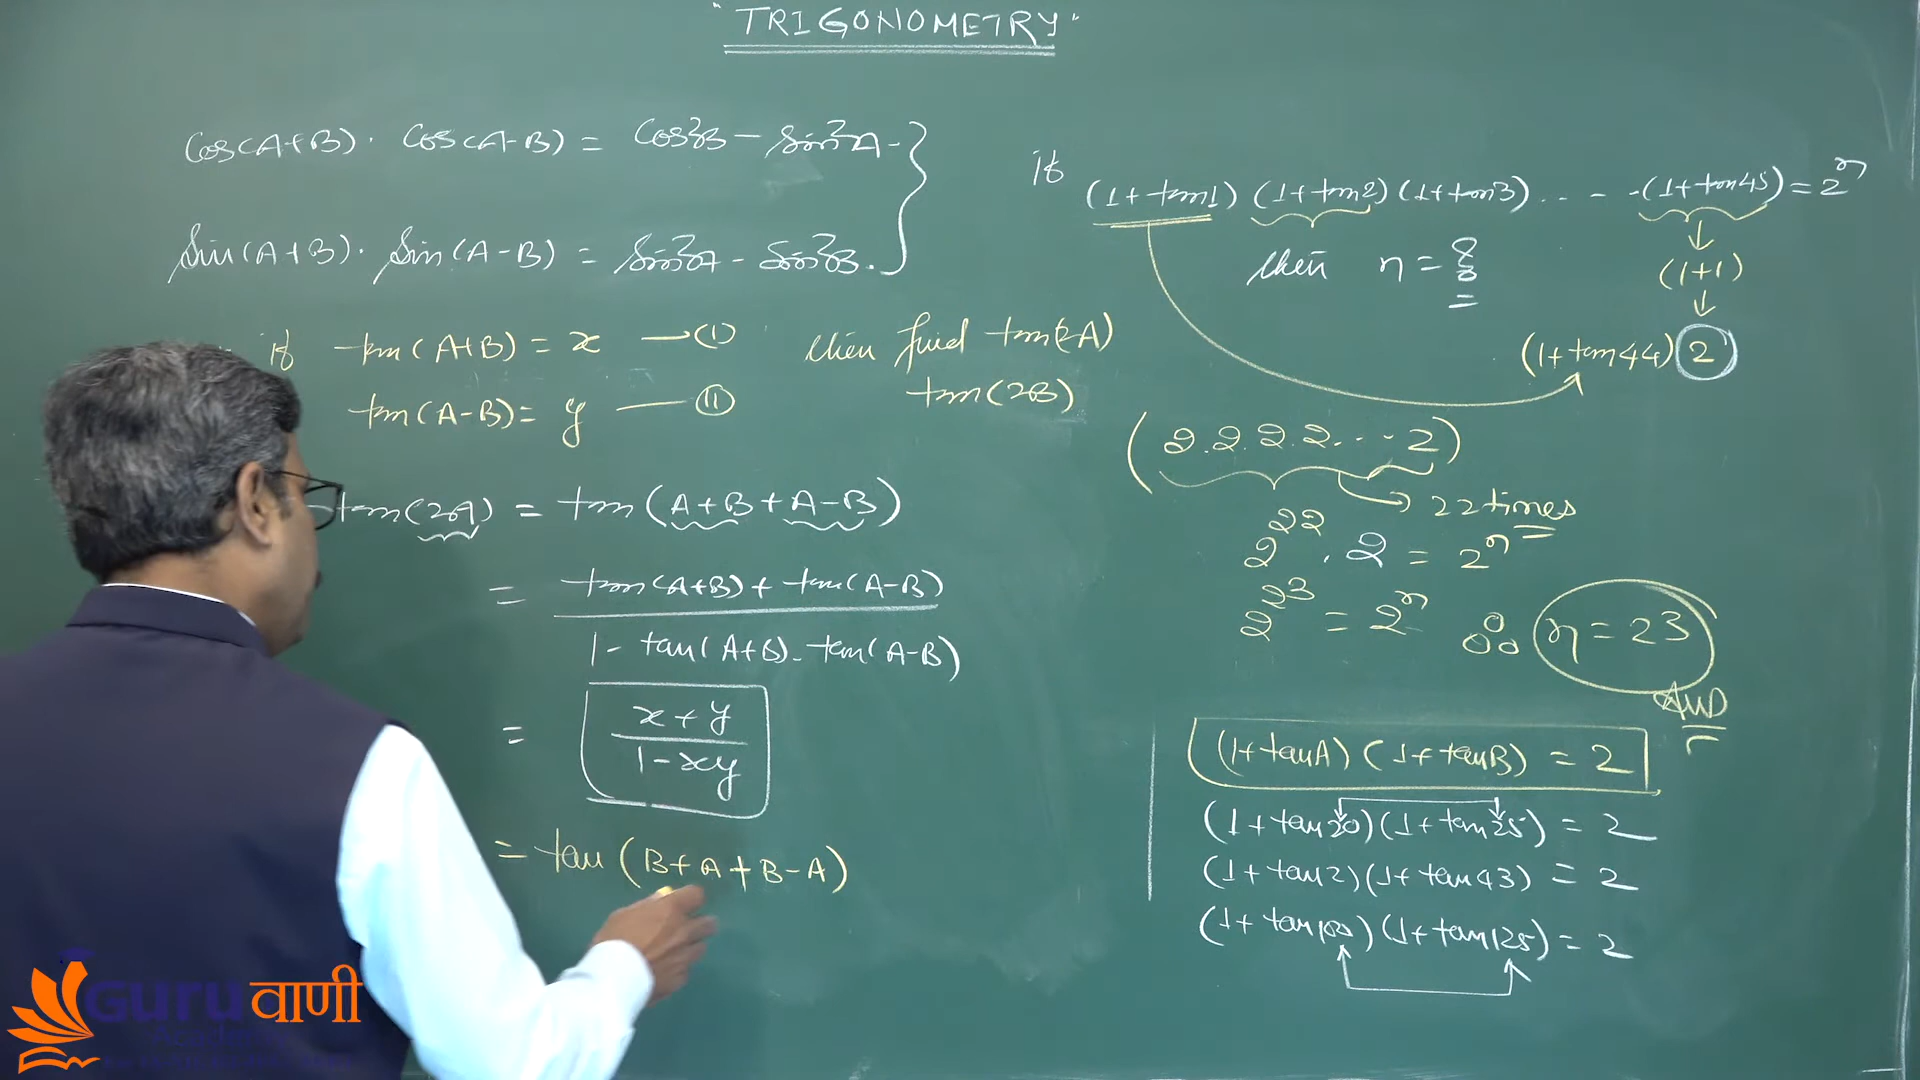 "TRIGONOMETRY"
cos(A+B) · cos(A-B) = cos²B - sin²A
sin(A+B) · sin(A-B) = sin²A - sin²B.
if tan(A+B) = x —(1) then find tan(2A)
tan(A-B) = y —(11) tan(2B)
tan(2A) = tan(A+B+A-B)
= tan(A+B) + tan(A-B)
1 - tan(A+B) - tan(A-B)
= x+y
1-xy
= tan(B+A+B-A)
If (1+tan1)(1+tan2)(1+tan3)... - -(1+tan45) = 2ⁿ
then n = ?
(1+1)
(1+tan44) 2
(2.2.2.2...2)
22 times
2²² · 2 = 2ⁿ
2²³ = 2ⁿ ∴ n = 23
Ans
(1+tanA)(1+tanB) = 2
(1+tan20)(1+tan25) = 2
(1+tan2)(1+tan43) = 2
(1+tan100)(1+tan125) = 2
Guruवाणी
Academy